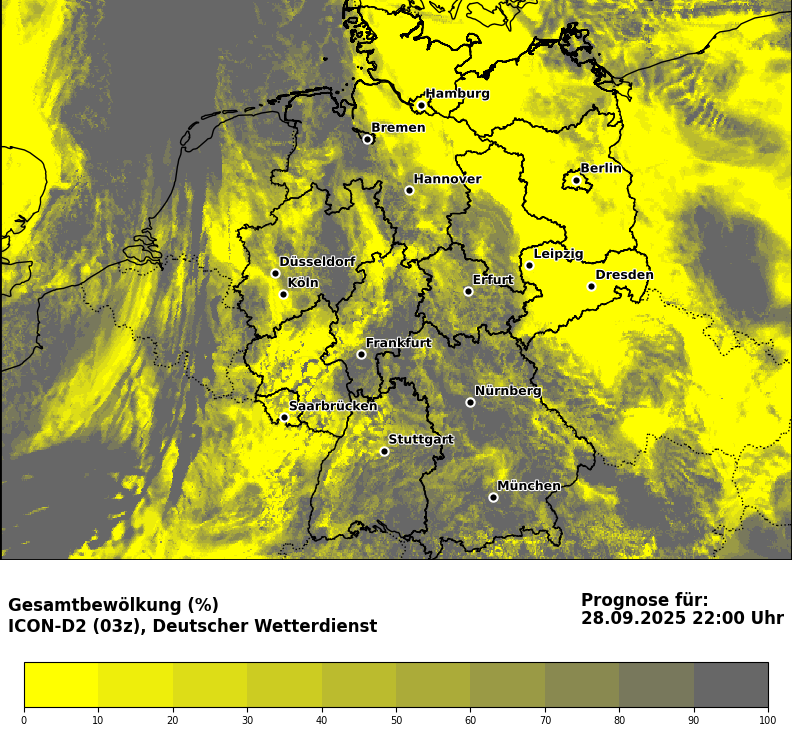 Hamburg
Bremen
Berlin
Hannover
Leipzig
Düsseldorf
Dresden
Köln
Erfurt
Frankfurt
Nürnberg
Saarbrücken
Stuttgart
München
Gesamtbewölkung (%)
ICON-D2 (03z), Deutscher Wetterdienst
Prognose für:
28.09.2025 22:00 Uhr
0 10 20 30 40 50 60 70 80 90 100